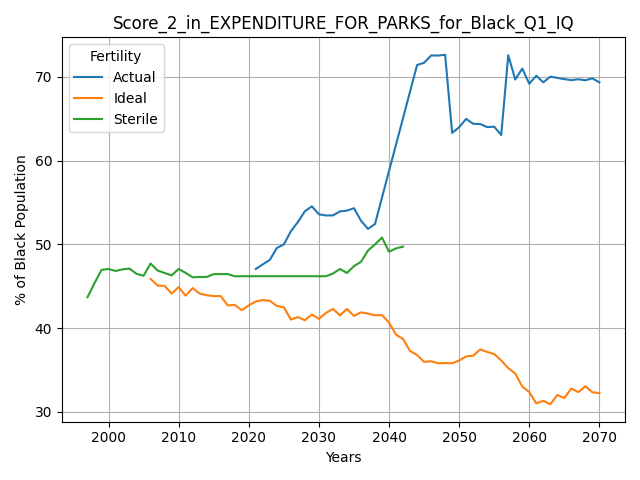 Score_2_in_EXPENDITURE_FOR_PARKS_for_Black_Q1_IQ
Fertility
Actual
Ideal
Sterile
% of Black Population
70
60
50
40
30
2000 2010 2020 2030 2040 2050 2060 2070
Years